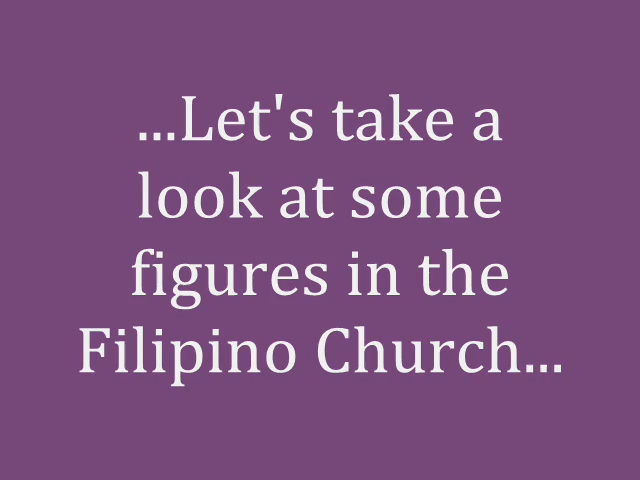 ...Let's take a
look at some
figures in the
Filipino Church...